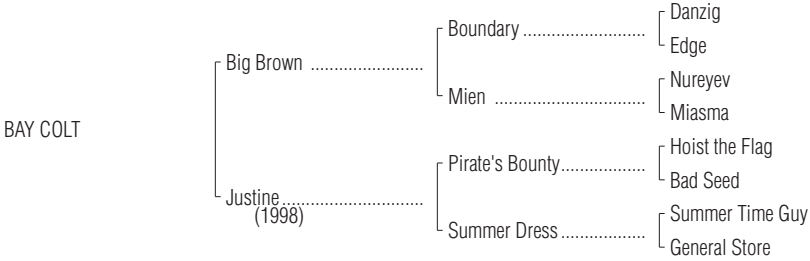 Danzig
Boundary ........................
Edge
Big Brown ......................
Nureyev
Mien .............................
Miasma
BAY COLT
Hoist the Flag
Pirate's Bounty.................
Bad Seed
Justine...........................
(1998)
Summer Time Guy
Summer Dress .................
General Store